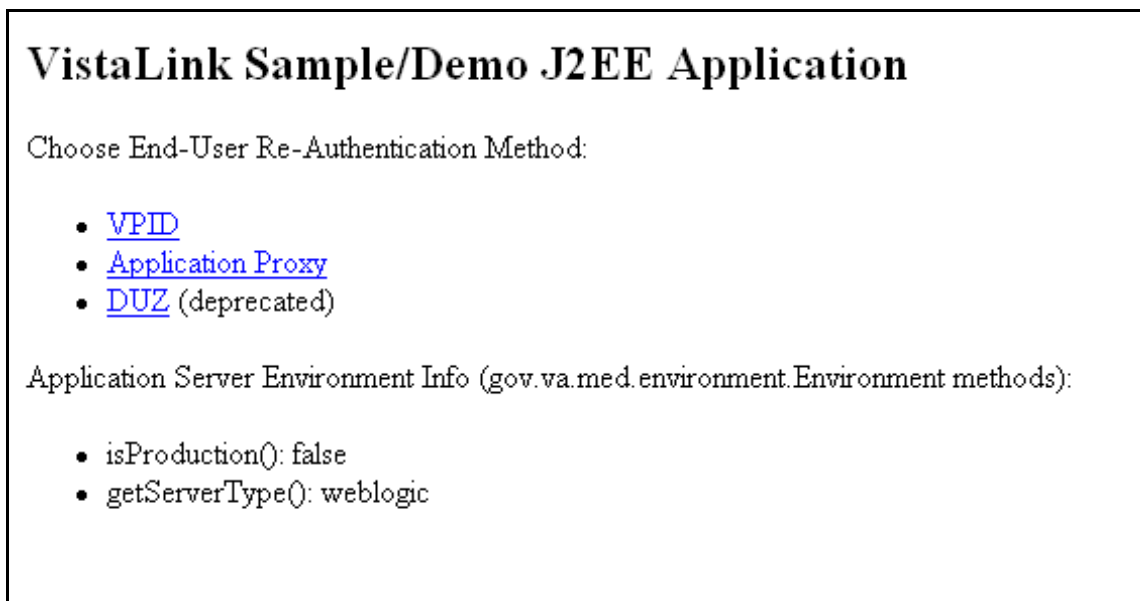 VistaLink Sample/Demo J2EE Application
Choose End-User Re-Authentication Method:
• VPID
• Application Proxy
• DUZ (deprecated)
Application Server Environment Info (gov.va.med.environment.Environment methods):
• isProduction(): false
• getServerType(): weblogic